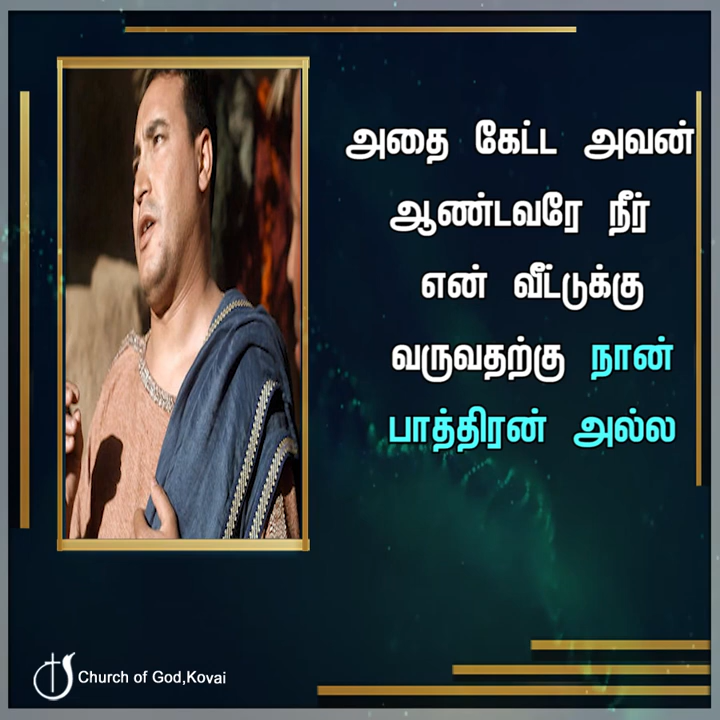 அதை கேட்ட அவன்
ஆண்டவரே நீர்
என் வீட்டுக்கு
வருவதற்கு நான்
பாத்திரன் அல்ல
Church of God,Kovai